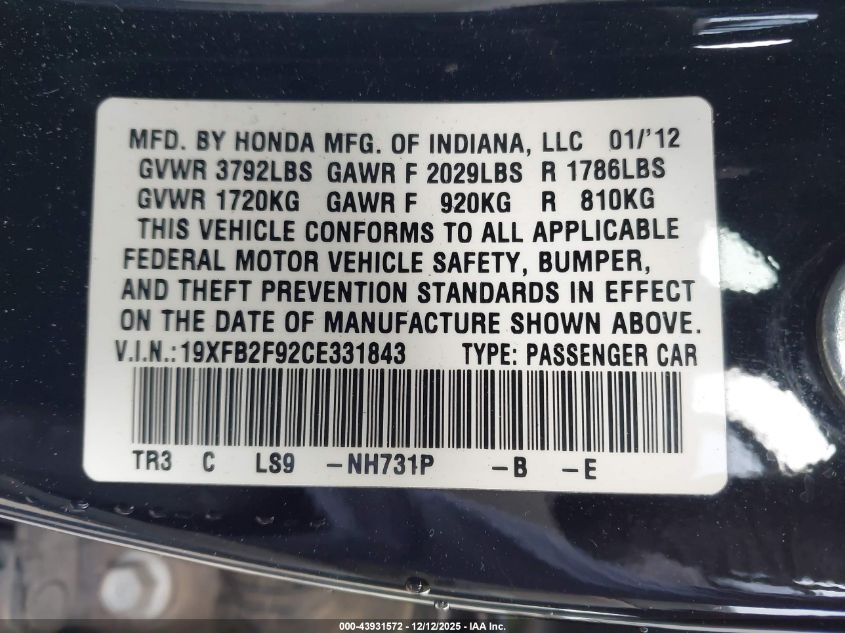 MFD. BY HONDA MFG. OF INDIANA, LLC 01/'12
GVWR 3792LBS GAWR F 2029LBS R 1786LBS
GVWR 1720KG GAWR F 920KG R 810KG
THIS VEHICLE CONFORMS TO ALL APPLICABLE
FEDERAL MOTOR VEHICLE SAFETY, BUMPER,
AND THEFT PREVENTION STANDARDS IN EFFECT
ON THE DATE OF MANUFACTURE SHOWN ABOVE.
V.I.N.:19XFB2F92CE331843 TYPE: PASSENGER CAR
TR3 C LS9 -NH731P -B -E
000-43931572 - 12/12/2025 - IAA Inc.